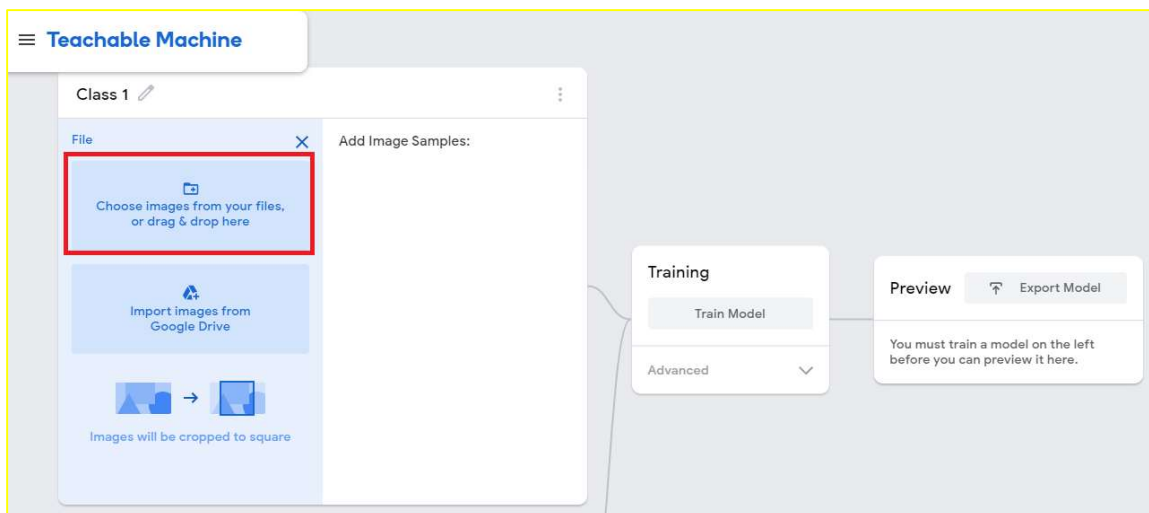 Teachable Machine
Class 1
File
Add Image Samples:
Choose images from your files,
or drag & drop here
Import images from
Google Drive
Images will be cropped to square
Training
Train Model
Advanced
Preview
Export Model
You must train a model on the left
before you can preview it here.